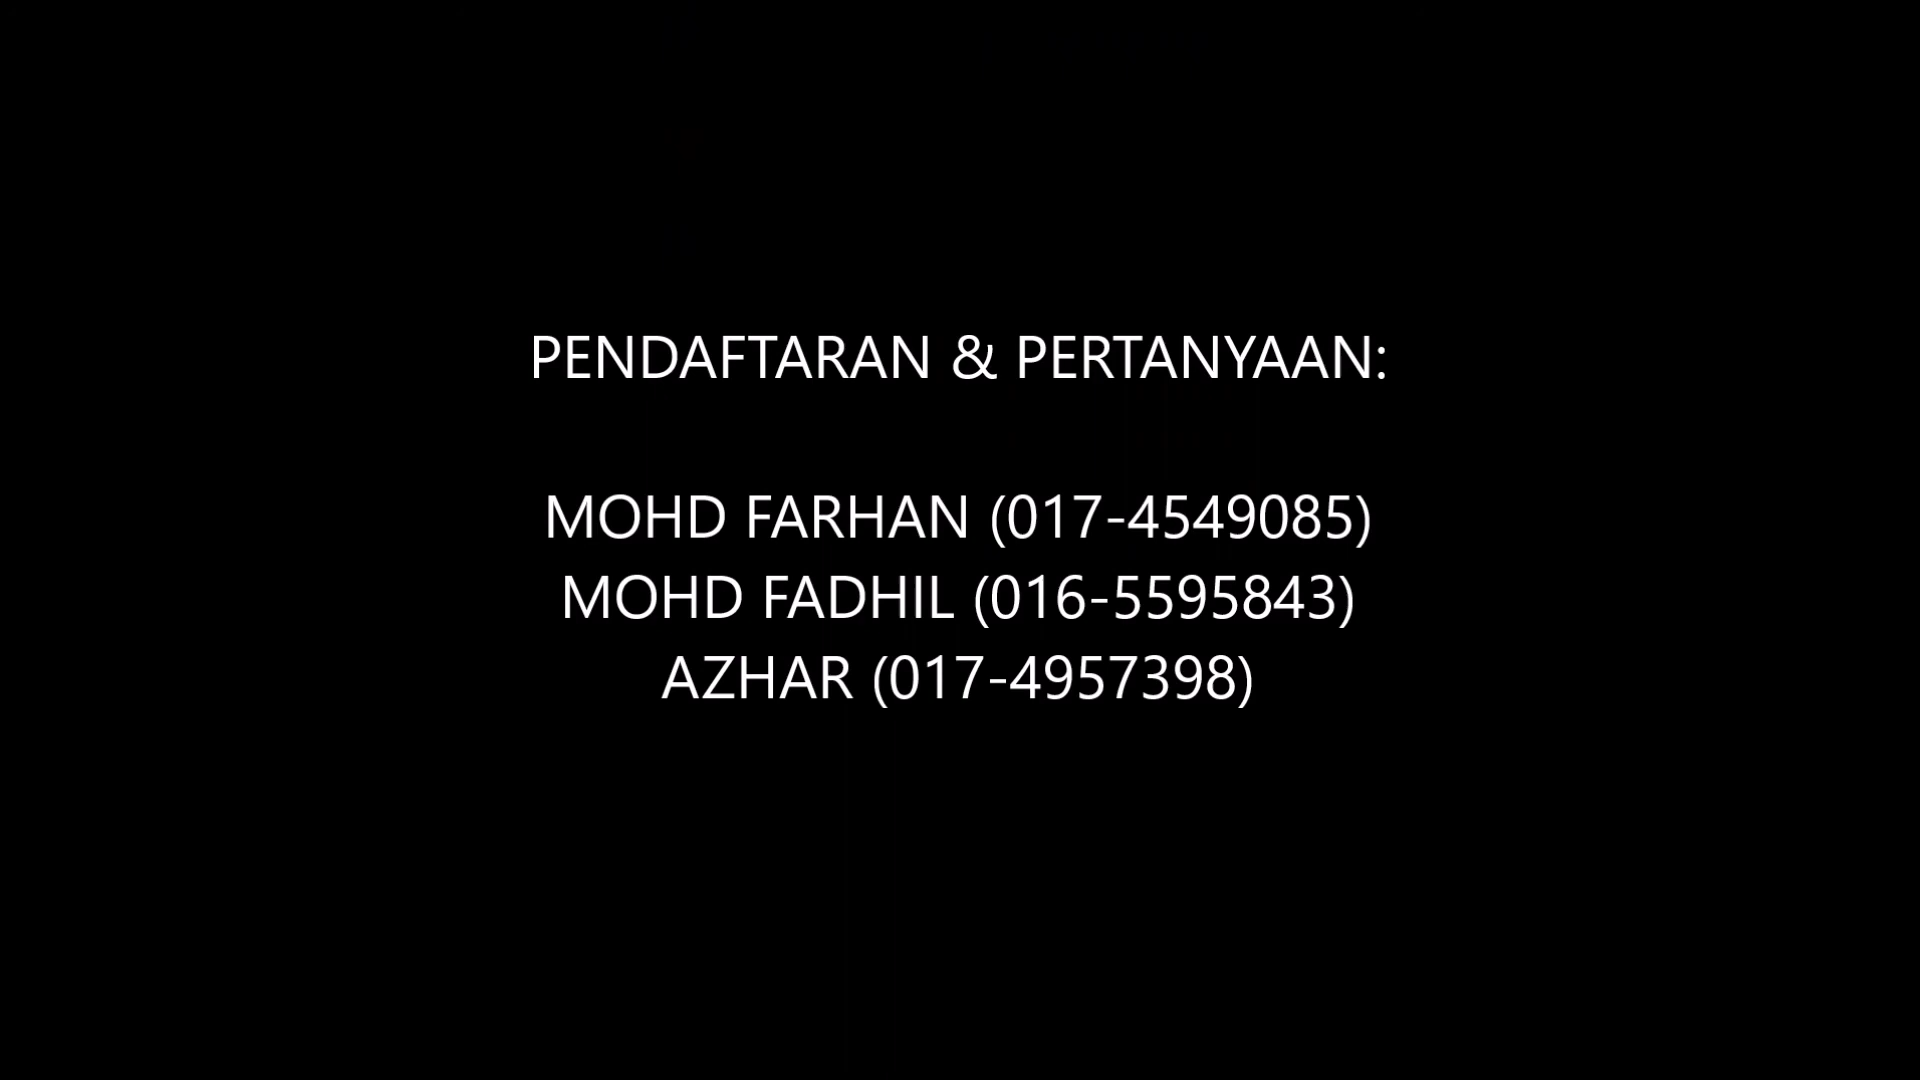 PENDAFTARAN & PERTANYAAN:
MOHD FARHAN (017-4549085)
MOHD FADHIL (016-5595843)
AZHAR (017-4957398)